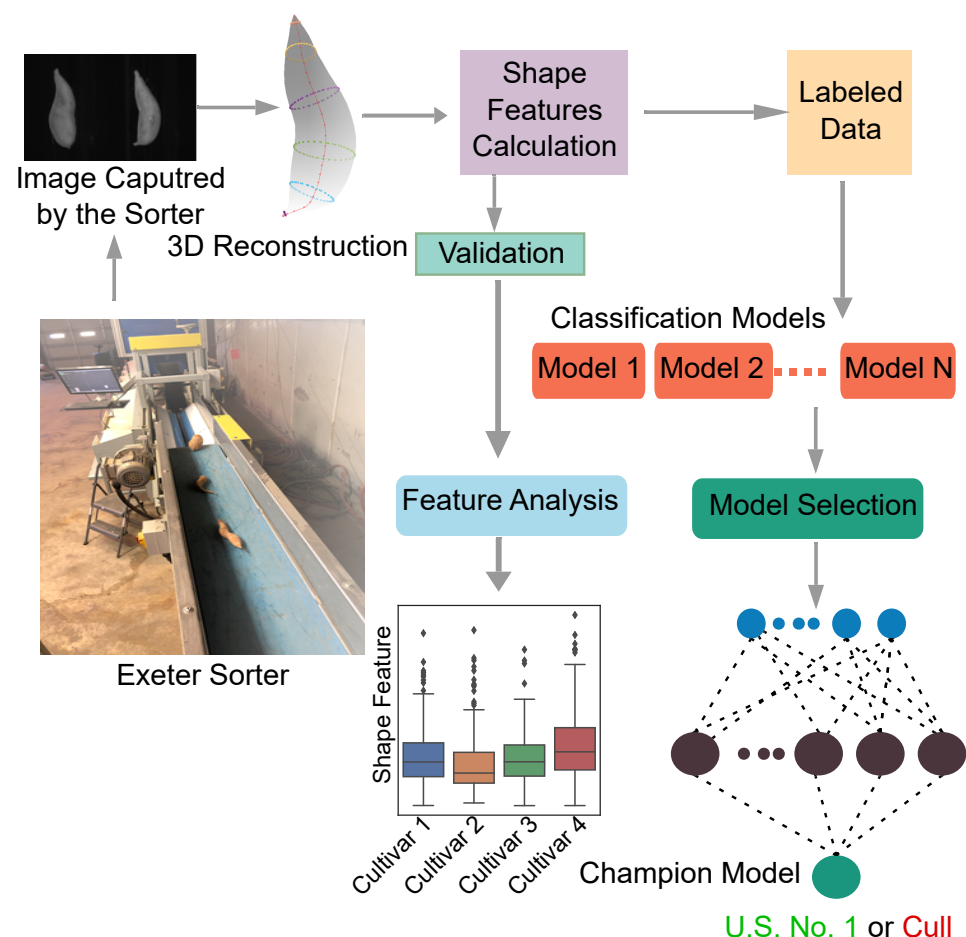 Shape
Features
Calculation
Labeled
Data
Image Caputred
by the Sorter
3D Reconstruction
Validation
Classification Models
Model 1
Model 2
Model N
Exeter Sorter
Feature Analysis
Model Selection
Shape Feature
Cultivar 1
Cultivar 2
Cultivar 3
Cultivar 4
Champion Model
U.S. No. 1 or Cull